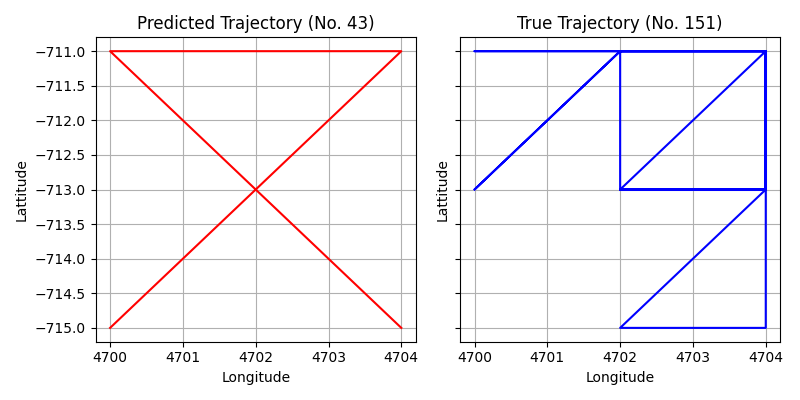 Predicted Trajectory (No. 43)
−711.0
−711.5
−712.0
−712.5
−713.0
−713.5
−714.0
−714.5
−715.0
Lattitude
4700 4701 4702 4703 4704
Longitude
True Trajectory (No. 151)
Lattitude
4700 4701 4702 4703 4704
Longitude